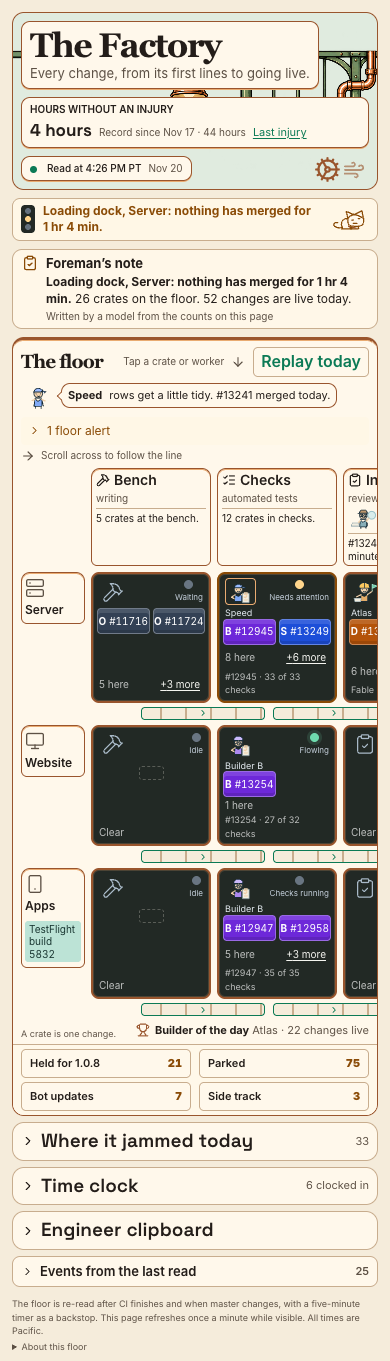 The Factory
Every change, from its first lines to going live.
HOURS WITHOUT AN INJURY
4 hours Record since Nov 17 · 44 hours Last injury
Read at 4:26 PM PT Nov 20
Loading dock, Server: nothing has merged for
1 hr 4 min.
Foreman's note
Loading dock, Server: nothing has merged for 1 hr 4
min. 26 crates on the floor. 52 changes are live today.
Written by a model from the counts on this page
The floor Tap a crate or worker ↓ Replay today
Speed rows get a little tidy. #13241 merged today.
1 floor alert
→ Scroll across to follow the line
Bench
writing
5 crates at the bench.
Checks
automated tests
12 crates in checks.
In
review
#1324
minute
Server
Waiting
O #11716 O #11724
5 here +3 more
Needs attention
Speed
B #12945 S #13249
8 here +6 more
#12945 · 33 of 33
checks
Atlas
D #13
6 her
Fable
Website
Idle
Clear
Flowing
Builder B
B #13254
1 here
#13254 · 27 of 32
checks
Clear
Apps
TestFlight
build
5832
Idle
Clear
Checks running
Builder B
B #12947 B #12958
5 here +3 more
#12947 · 35 of 35
checks
Clear
A crate is one change.
Builder of the day Atlas · 22 changes live
Held for 1.0.8 21
Parked 75
Bot updates 7
Side track 3
Where it jammed today 33
Time clock 6 clocked in
Engineer clipboard
Events from the last read 25
The floor is re-read after CI finishes and when master changes, with a five-minute
timer as a backstop. This page refreshes once a minute while visible. All times are
Pacific.
About this floor